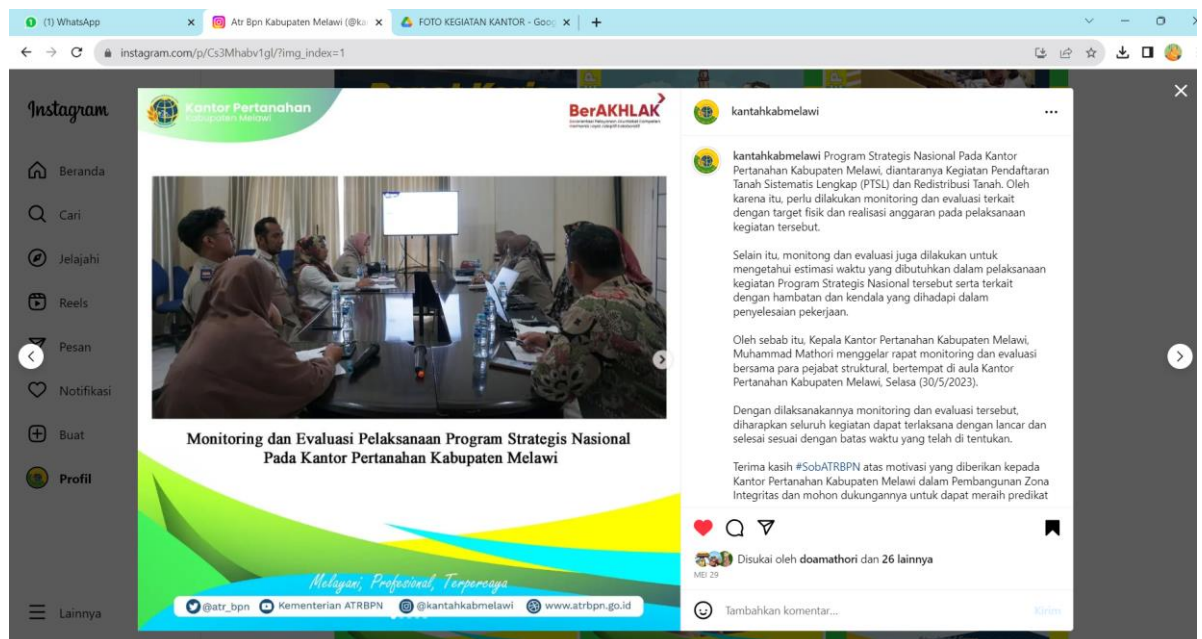 (1) WhatsApp
Atr Bpn Kabupaten Melawi (@ka
FOTO KEGIATAN KANTOR - Goog
instagram.com/p/Cs3Mhabv1gl/?img_index=1
Instagram
Beranda
Cari
Jelajahi
Reels
Pesan
Notifikasi
Buat
Profil
Lainnya
Kantor Pertanahan
Kabupaten Melawi
BerAKHLAK
Monitoring dan Evaluasi Pelaksanaan Program Strategis Nasional
Pada Kantor Pertanahan Kabupaten Melawi
Melayani, Profesional, Terpercaya
@atr_bpn Kementerian ATRBPN @kantahkabmelawi www.atrbpn.go.id
kantahkabmelawi
kantahkabmelawi Program Strategis Nasional Pada Kantor
Pertanahan Kabupaten Melawi, diantaranya Kegiatan Pendaftaran
Tanah Sistematis Lengkap (PTSL) dan Redistribusi Tanah. Oleh
karena itu, perlu dilakukan monitoring dan evaluasi terkait
dengan target fisik dan realisasi anggaran pada pelaksanaan
kegiatan tersebut.
Selain itu, monitong dan evaluasi juga dilakukan untuk
mengetahui estimasi waktu yang dibutuhkan dalam pelaksanaan
kegiatan Program Strategis Nasional tersebut serta terkait
dengan hambatan dan kendala yang dihadapi dalam
penyelesaian pekerjaan.
Oleh sebab itu, Kepala Kantor Pertanahan Kabupaten Melawi,
Muhammad Mathori menggelar rapat monitoring dan evaluasi
bersama para pejabat struktural, bertempat di aula Kantor
Pertanahan Kabupaten Melawi, Selasa (30/5/2023).
Dengan dilaksanakannya monitoring dan evaluasi tersebut,
diharapkan seluruh kegiatan dapat terlaksana dengan lancar dan
selesai sesuai dengan batas waktu yang telah di tentukan.
Terima kasih #SobATRBPN atas motivasi yang diberikan kepada
Kantor Pertanahan Kabupaten Melawi dalam Pembangunan Zona
Integritas dan mohon dukungannya untuk dapat meraih predikat
Disukai oleh doamathori dan 26 lainnya
MEI 29
Tambahkan komentar...
Kirim